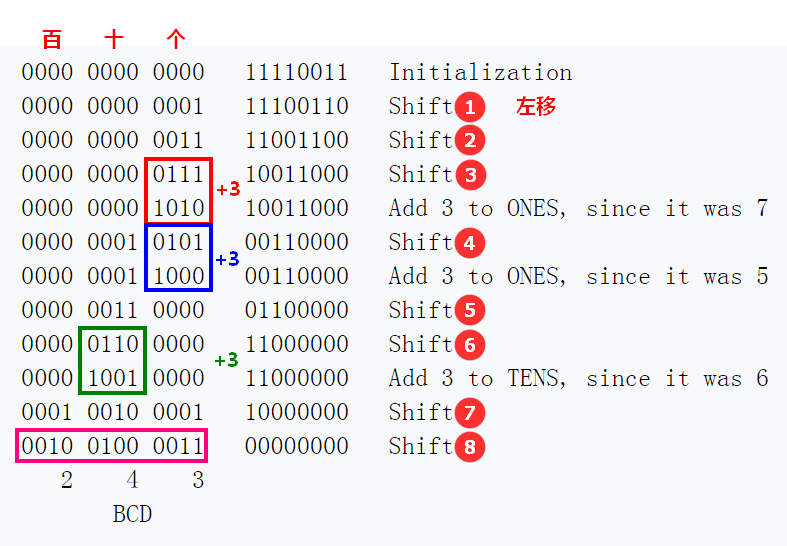 百 十 个
0000 0000 0000 11110011 Initialization
0000 0000 0001 11100110 Shift 1 左移
0000 0000 0011 11001100 Shift 2
0000 0000 0111 10011000 Shift 3
+3
0000 0000 1010 10011000 Add 3 to ONES, since it was 7
0000 0001 0101 00110000 Shift 4
+3
0000 0001 1000 00110000 Add 3 to ONES, since it was 5
0000 0011 0000 01100000 Shift 5
0000 0110 0000 11000000 Shift 6
+3
0000 1001 0000 11000000 Add 3 to TENS, since it was 6
0001 0010 0001 10000000 Shift 7
0010 0100 0011 00000000 Shift 8
2 4 3
BCD